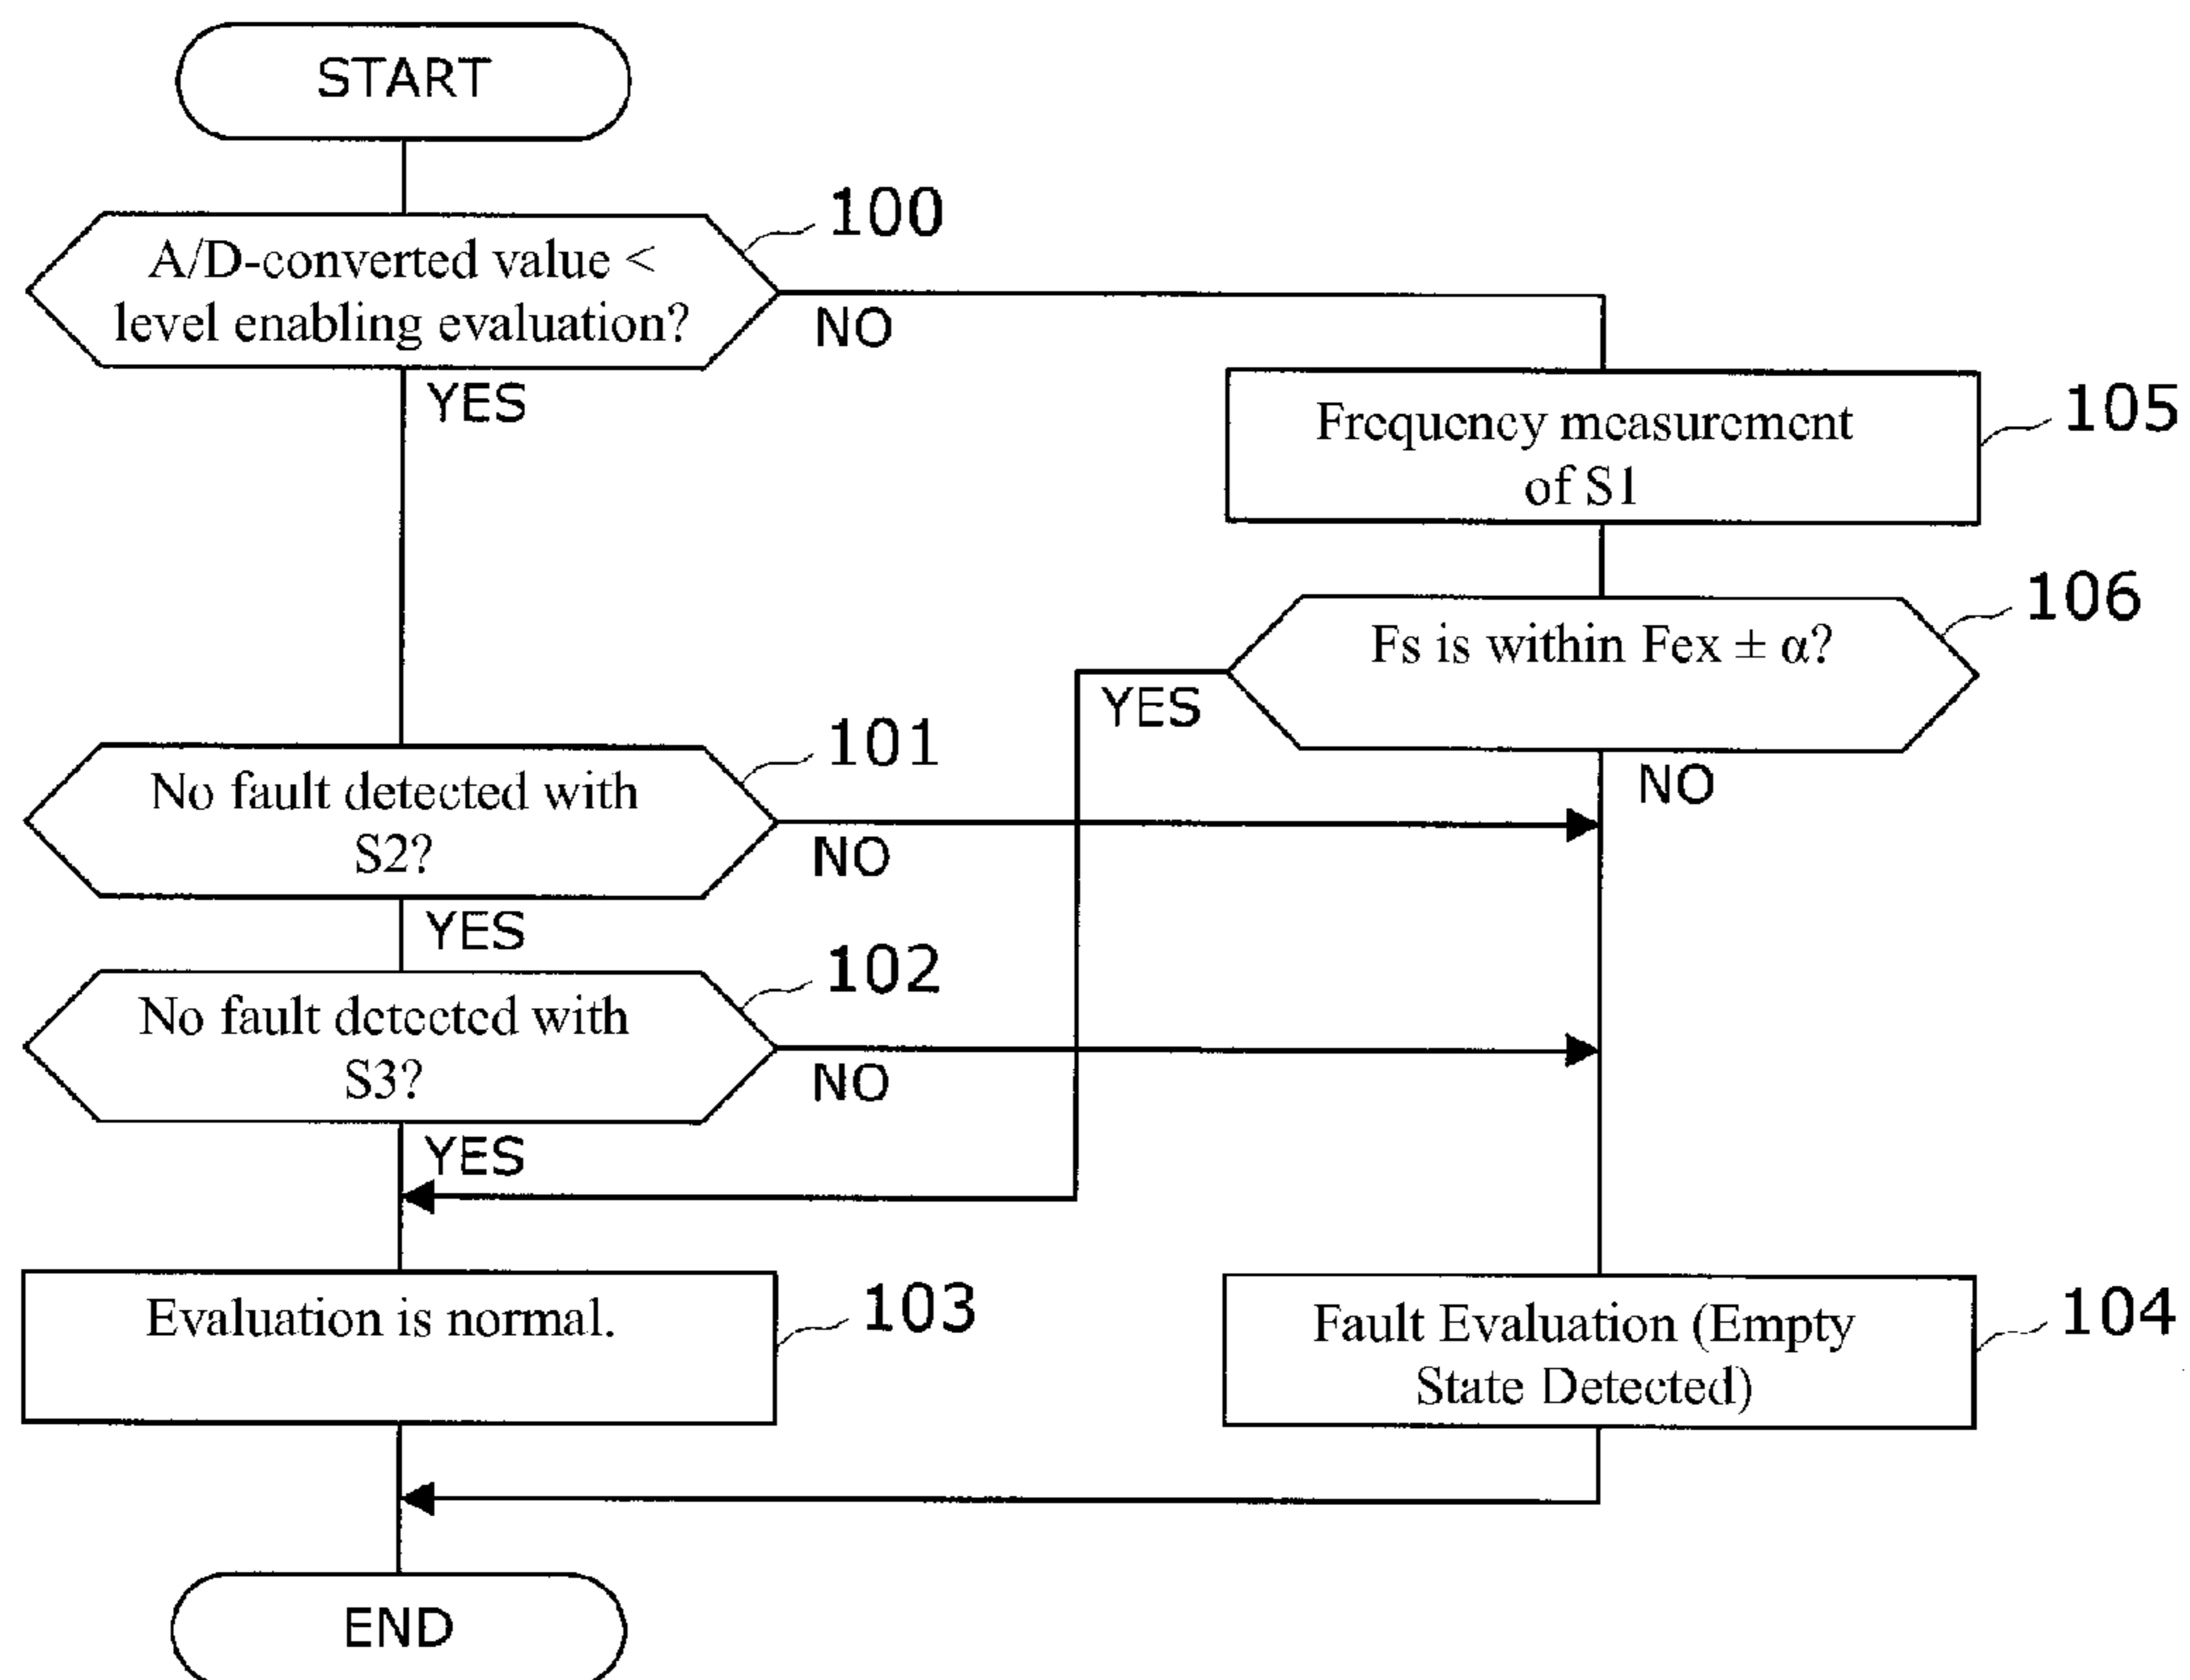 START
100
A/D-converted value <
level enabling evaluation?
NO
YES
105
Frequency measurement
of S1
106
Fs is within Fex ± α?
YES
NO
101
No fault detected with
S2?
NO
YES
102
No fault detected with
S3?
NO
YES
103
Evaluation is normal.
104
Fault Evaluation (Empty
State Detected)
END